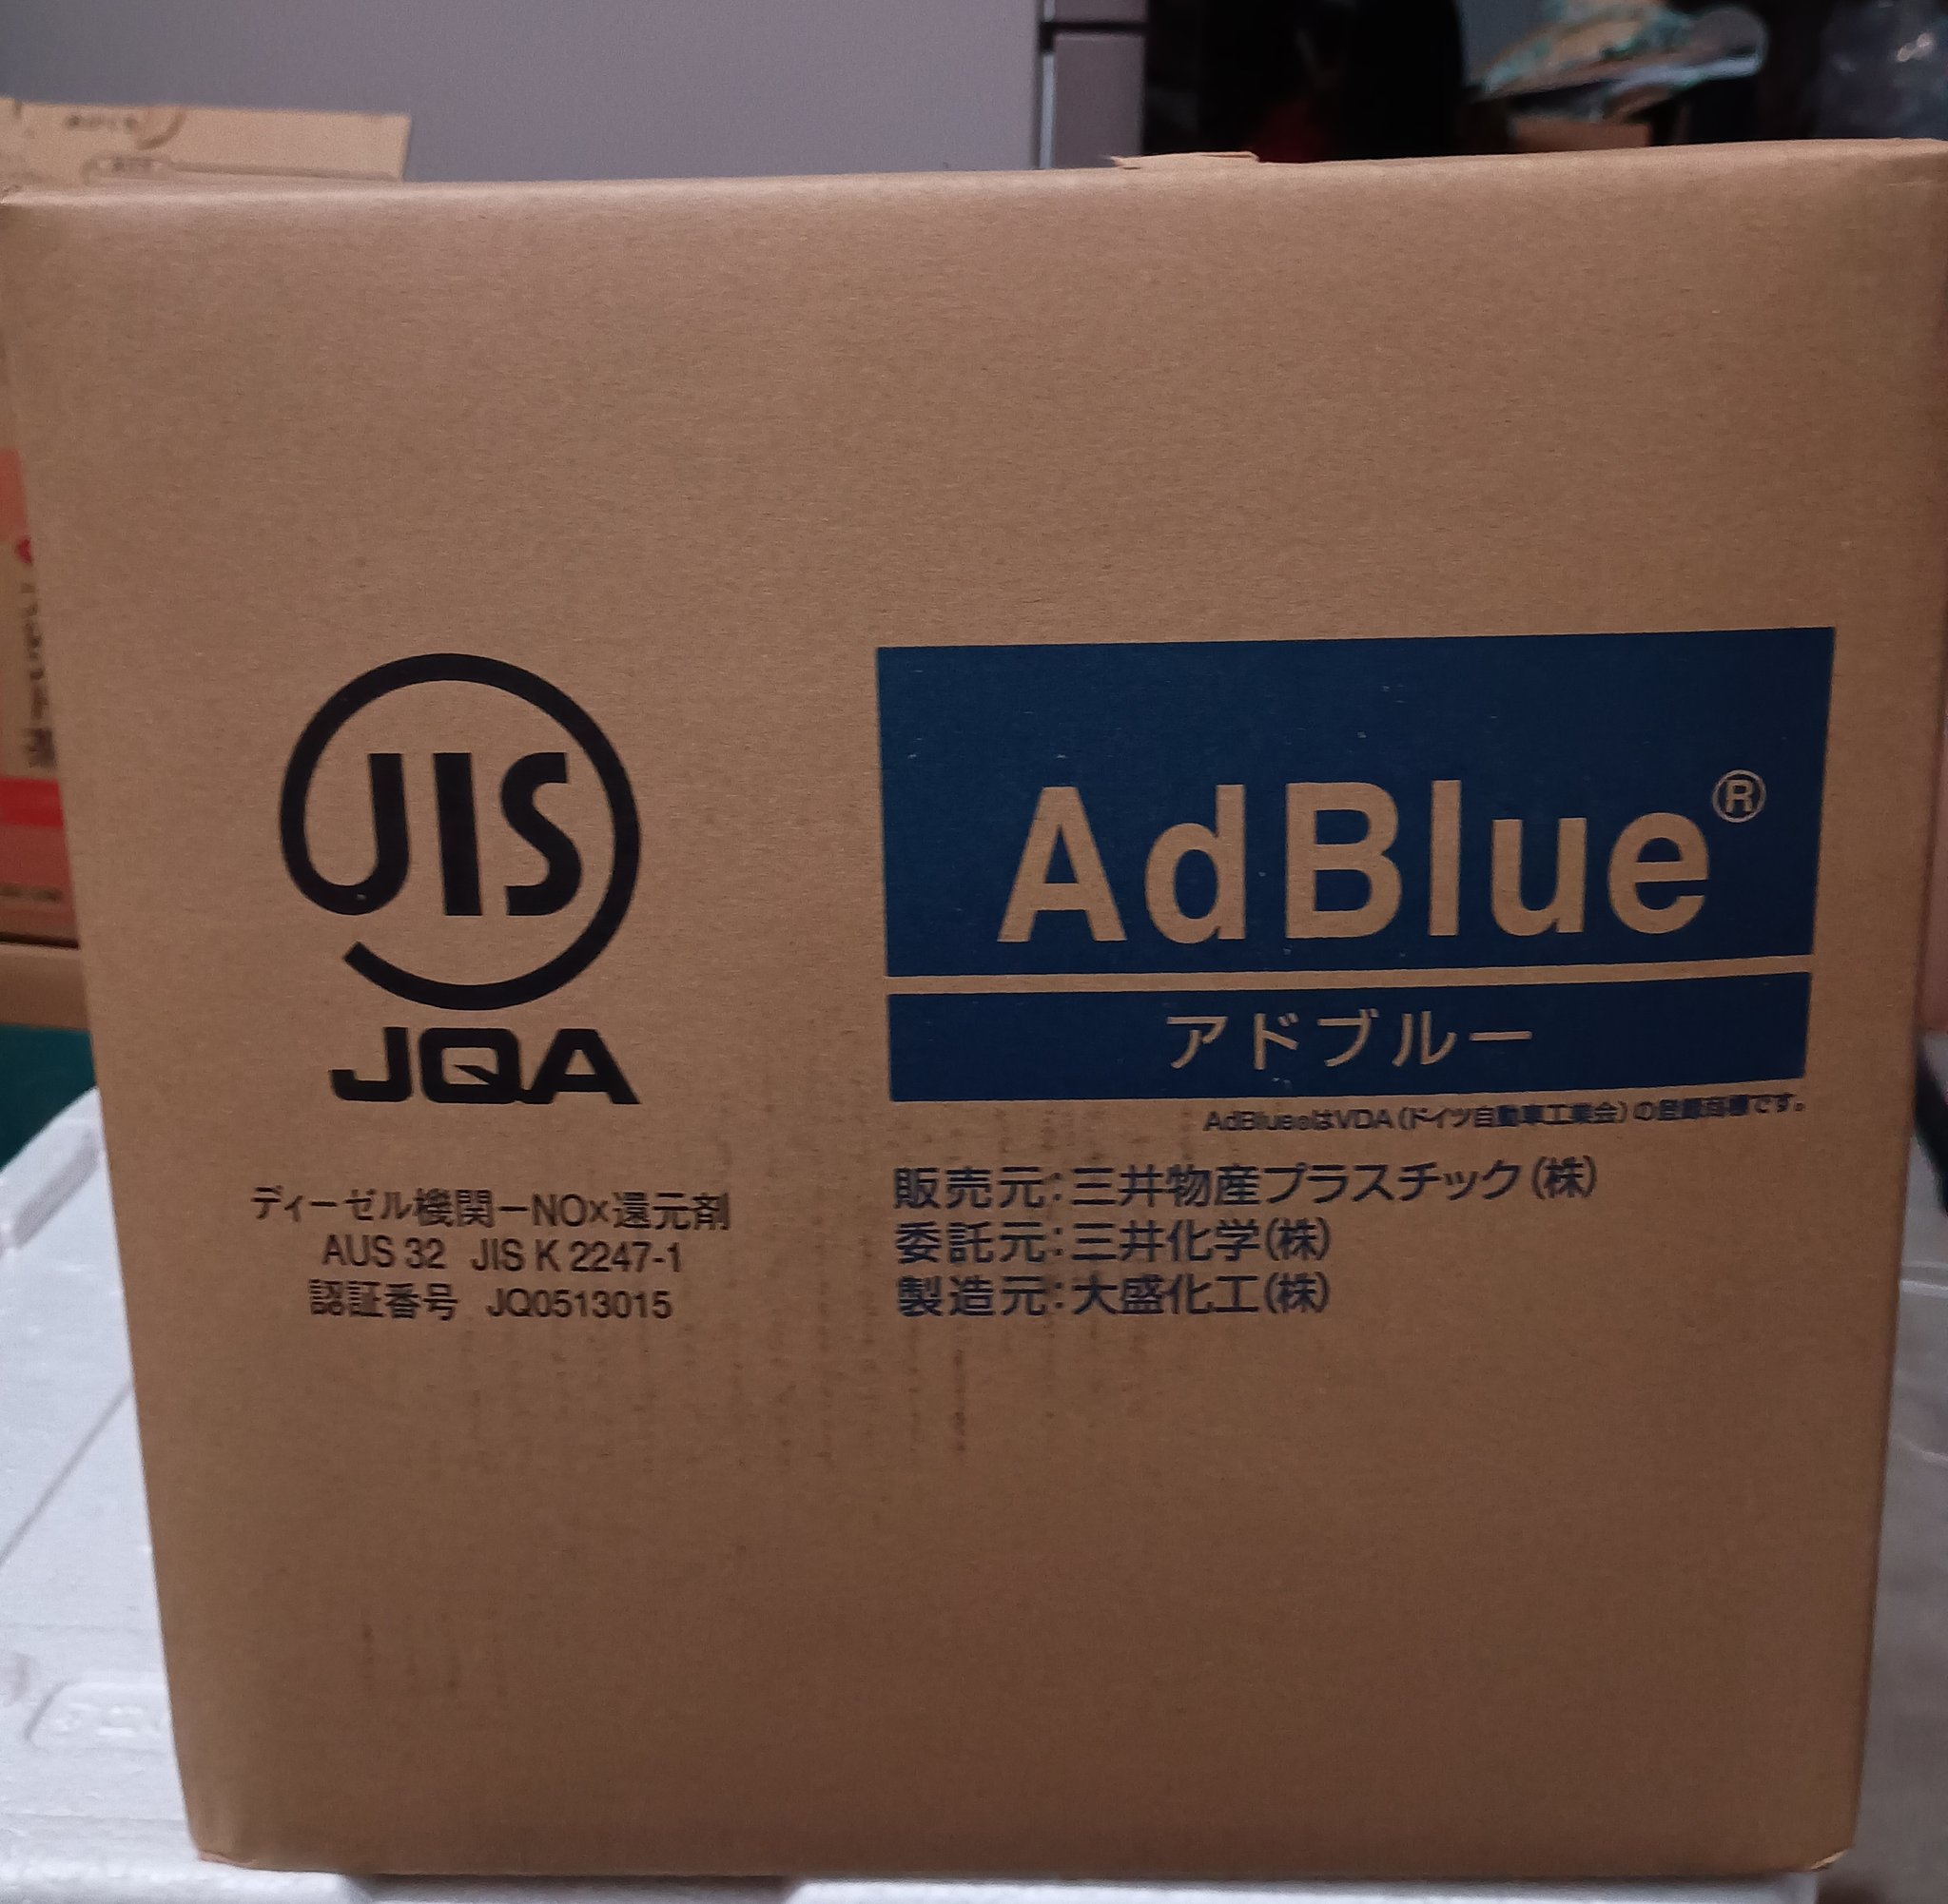 JIS
JQA
ディーゼル機関-NOx還元剤
AUS 32 JIS K 2247-1
認証番号 JQ0513015
AdBlue®
アドブルー
AdBlue®はVDA(ドイツ自動車工業会)の登録商標です。
販売元:三井物産プラスチック(株)
委託元:三井化学(株)
製造元:大盛化工(株)